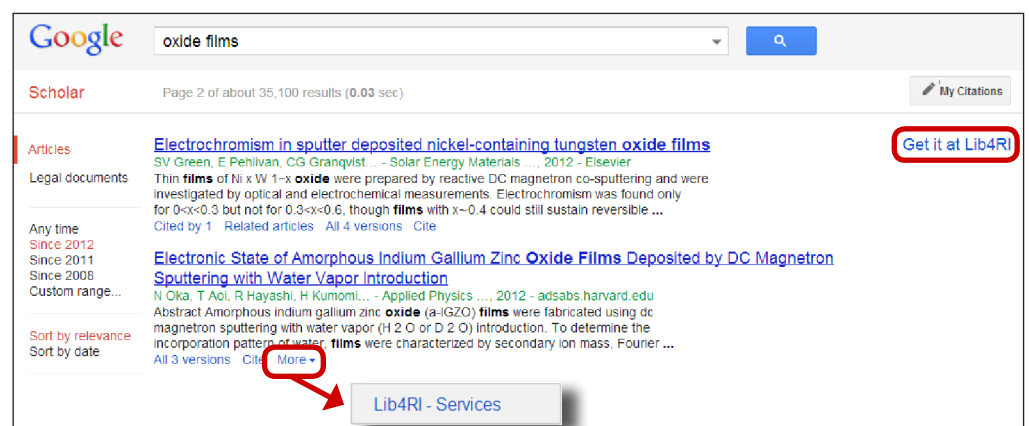 Google
oxide films
Scholar
Page 2 of about 35,100 results (0.03 sec)
My Citations
Articles
Legal documents
Any time
Since 2012
Since 2011
Since 2008
Custom range...
Sort by relevance
Sort by date
Electrochromism in sputter deposited nickel-containing tungsten oxide films
Get it at Lib4RI
SV Green, E Pehlivan, CG Granqvist... - Solar Energy Materials ..., 2012 - Elsevier
Thin films of Ni x W 1−x oxide were prepared by reactive DC magnetron co-sputtering and were
investigated by optical and electrochemical measurements. Electrochromism was found only
for 0<x<0.3 but not for 0.3<x<0.6, though films with x~0.4 could still sustain reversible ...
Cited by 1 Related articles All 4 versions Cite
Electronic State of Amorphous Indium Gallium Zinc Oxide Films Deposited by DC Magnetron
Sputtering with Water Vapor Introduction
N Oka, T Aoi, R Hayashi, H Kumomi... - Applied Physics ..., 2012 - adsabs.harvard.edu
Abstract Amorphous indium gallium zinc oxide (a-IGZO) films were fabricated using dc
magnetron sputtering with water vapor (H 2 O or D 2 O) introduction. To determine the
incorporation pattern of water, films were characterized by secondary ion mass, Fourier ...
All 3 versions Cite More
Lib4RI - Services